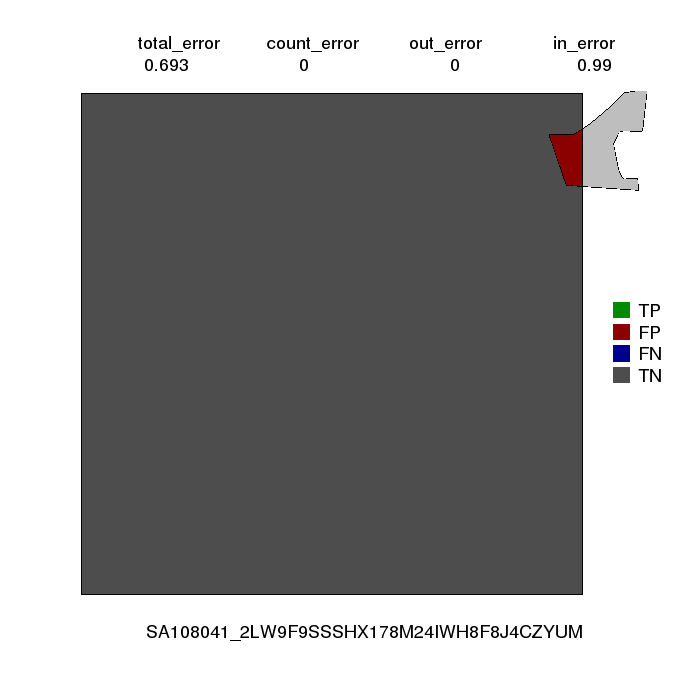 total_error count_error out_error in_error
0.693 0 0 0.99
TP
FP
FN
TN
SA108041_2LW9F9SSSHX178M24IWH8F8J4CZYUM